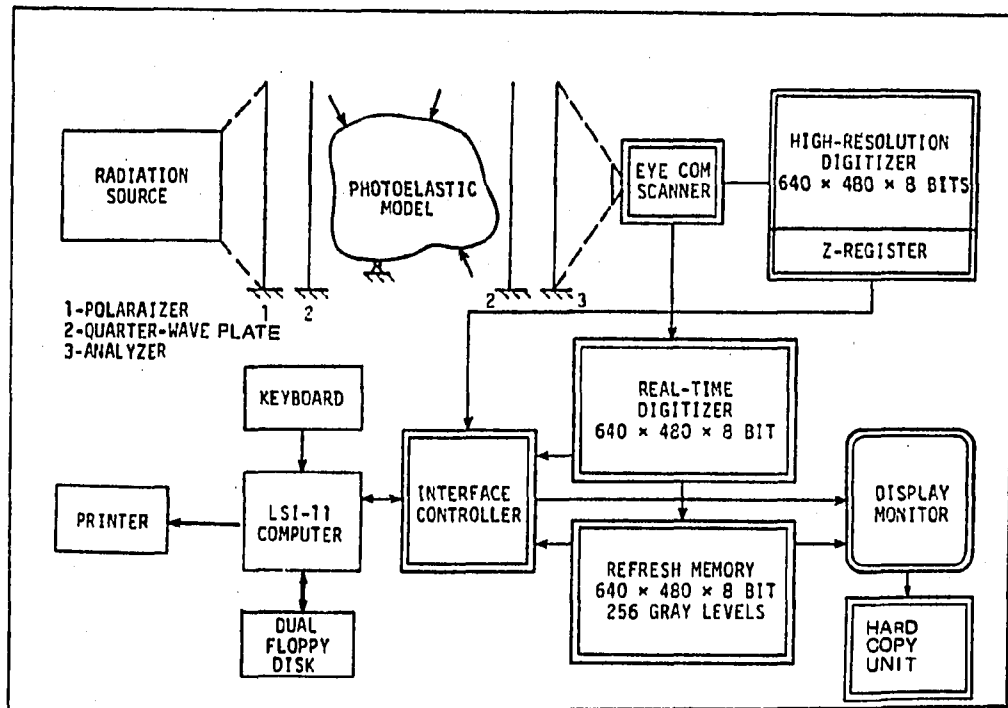 RADIATION
SOURCE
PHOTOELASTIC
MODEL
EYE COM
SCANNER
HIGH-RESOLUTION
DIGITIZER
640 × 480 × 8 BITS
Z-REGISTER
1
2
2
3
1-POLARAIZER
2-QUARTER-WAVE PLATE
3-ANALYZER
KEYBOARD
REAL-TIME
DIGITIZER
640 × 480 × 8 BIT
PRINTER
LSI-11
COMPUTER
INTERFACE
CONTROLLER
DISPLAY
MONITOR
REFRESH MEMORY
640 × 480 × 8 BIT
256 GRAY LEVELS
DUAL
FLOPPY
DISK
HARD
COPY
UNIT